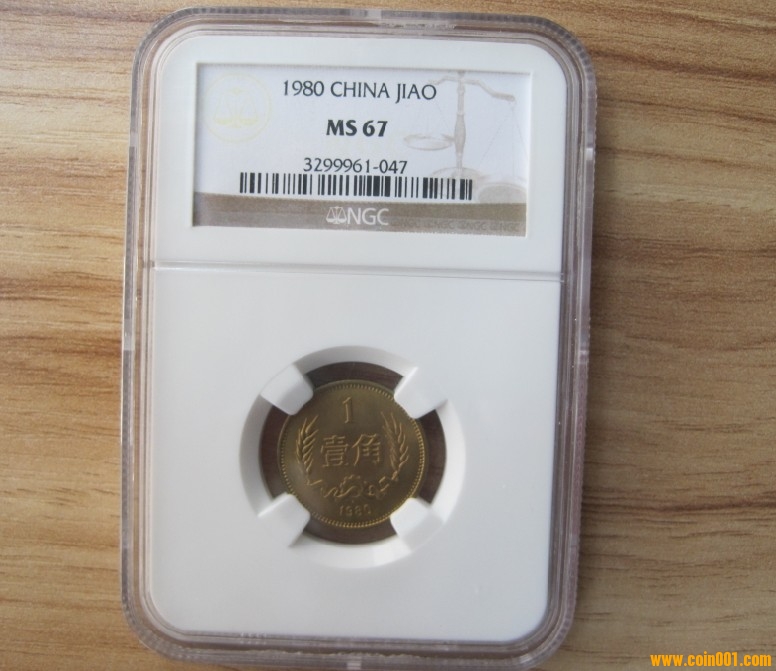 1980 CHINA JIAO
MS 67
3299961-047
NGC
1
壹角
1980
www.coin001.com